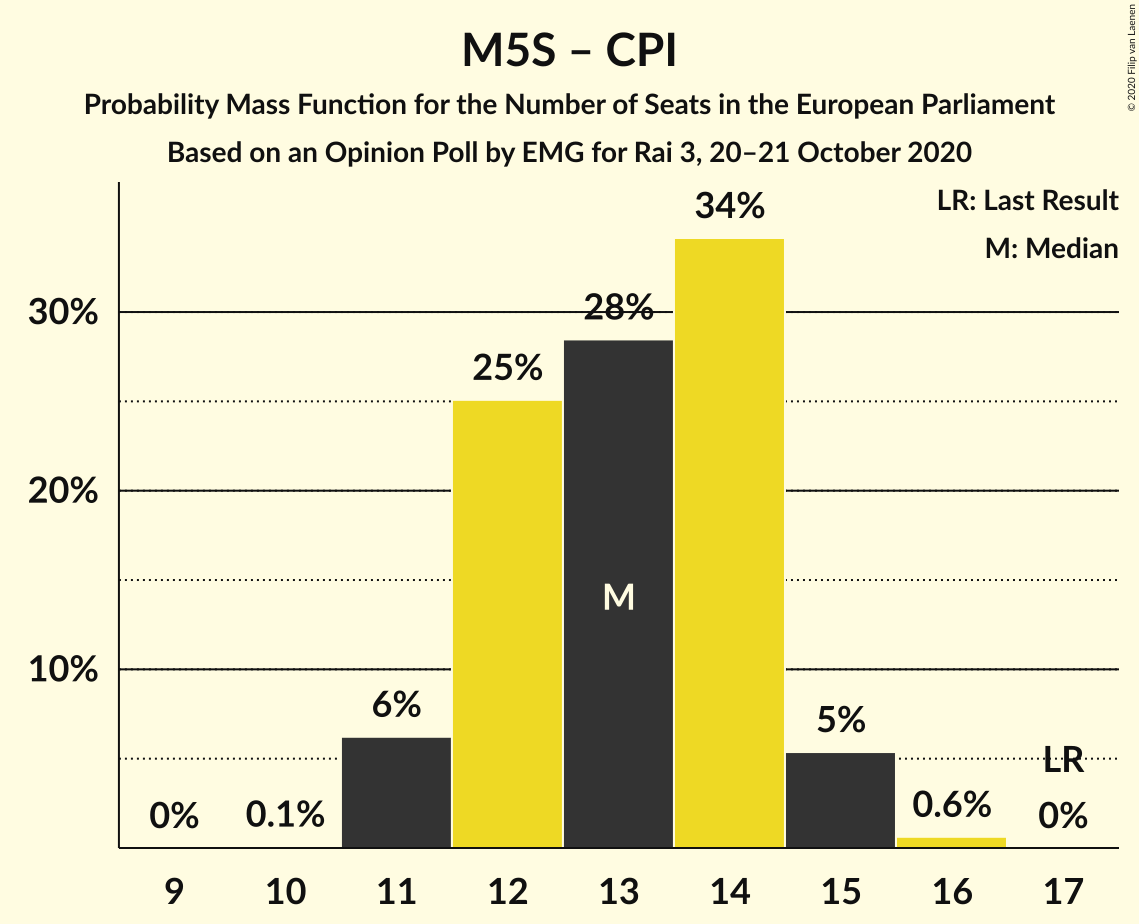 M5S – CPI
Probability Mass Function for the Number of Seats in the European Parliament
Based on an Opinion Poll by EMG for Rai 3, 20–21 October 2020
© 2020 Filip van Laenen
LR: Last Result
M: Median
34%
30%
28%
25%
20%
M
10%
6%
5%
LR
0%
0.1%
0.6%
0%
9 10 11 12 13 14 15 16 17